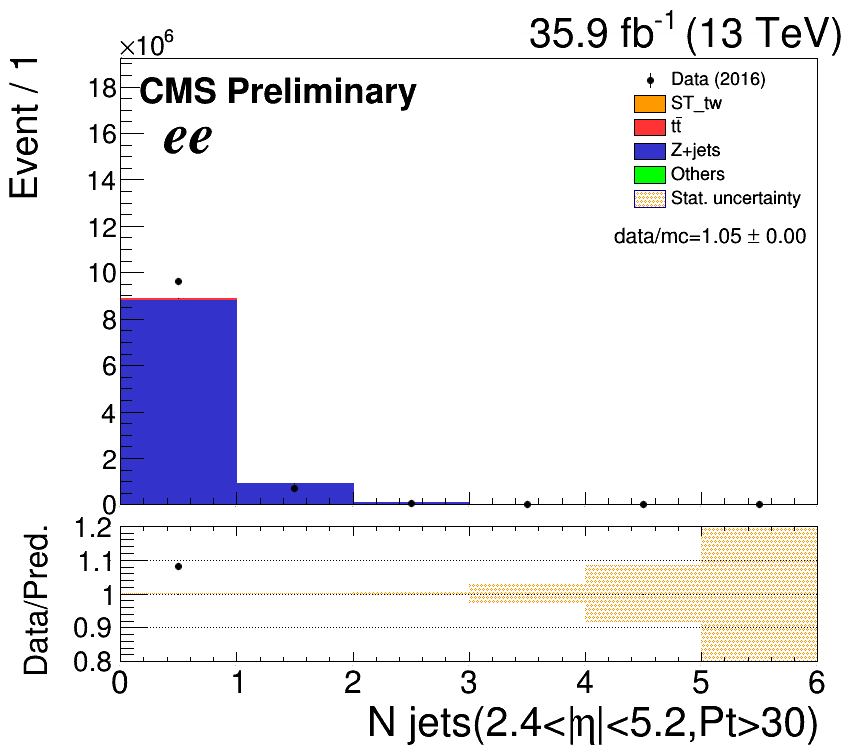 35.9 fb⁻¹ (13 TeV)
×10⁶
CMS Preliminary
ee
Data (2016)
ST_tw
tt̄
Z+jets
Others
Stat. uncertainty
data/mc=1.05 ± 0.00
Event / 1
18
16
14
12
10
8
6
4
2
0
Data/Pred.
1.2
1.1
1
0.9
0.8
0 1 2 3 4 5 6
N jets(2.4<|η|<5.2,Pt>30)